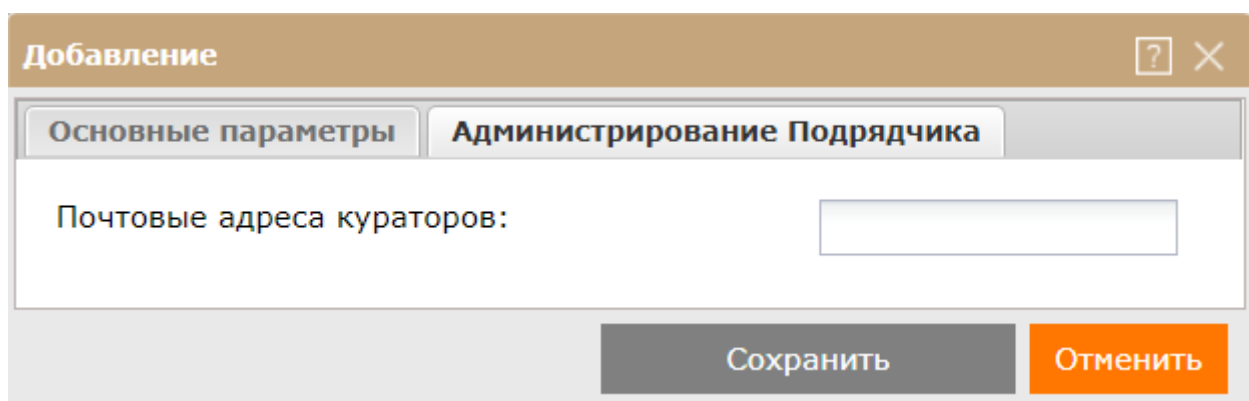 Добавление
?
Основные параметры Администрирование Подрядчика
Почтовые адреса кураторов:
Сохранить Отменить